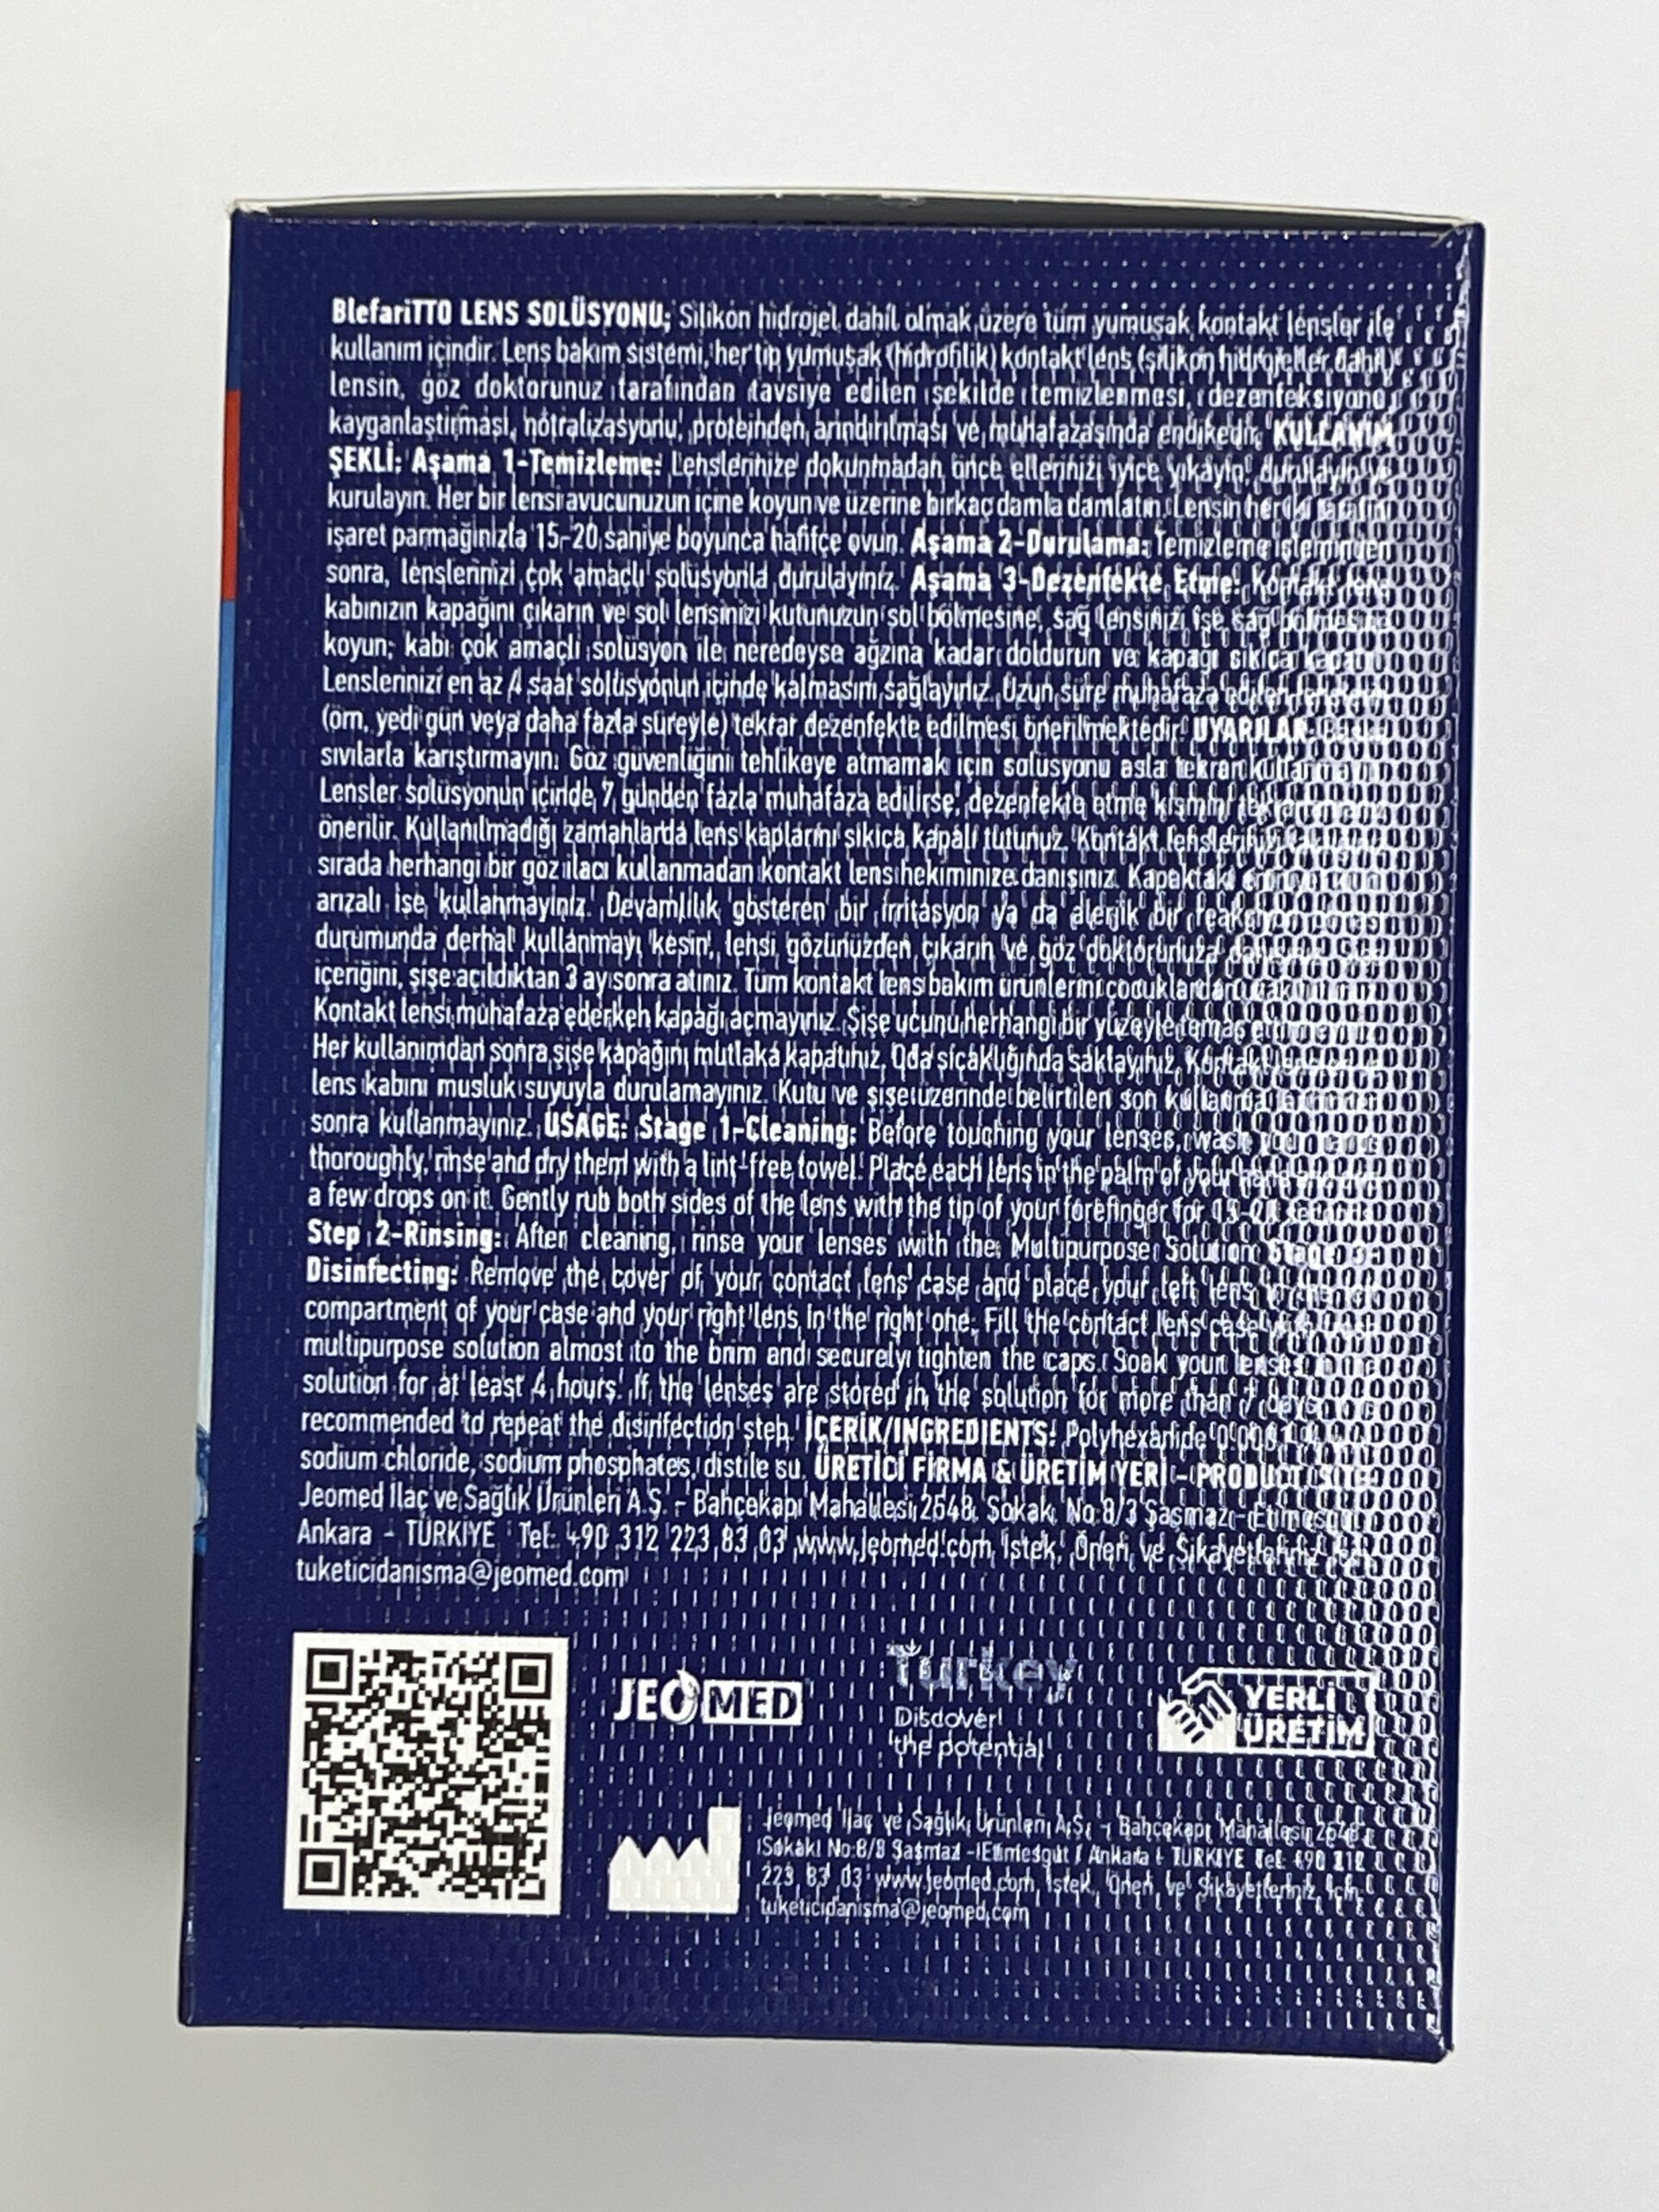 BlefariTTO LENS SOLÜSYONU; Silikon hidrojel dahil olmak üzere tüm yumuşak kontakt lensler ile
kullanım içindir. Lens bakım sistemi, her tip yumuşak (hidrofilik) kontakt lens (silikon hidrojeller dahil)
lensin, göz doktorunuz tarafından tavsiye edilen şekilde temizlenmesi, dezenfeksiyonu,
kayganlaştırması, nötralizasyonu, proteinden arındırılması ve muhafazasında endikedir. KULLANIM
ŞEKLİ: Aşama 1-Temizleme: Lenslerinize dokunmadan önce ellerinizi iyice yıkayın, durulayın ve
kurulayın. Her bir lensi avucunuzun içine koyun ve üzerine birkaç damla damlatın. Lensin her iki tarafını
işaret parmağınızla 15-20 saniye boyunca hafifçe ovun. Aşama 2-Durulama: Temizleme işleminden
sonra, lenslerinizi çok amaçlı solüsyonla durulayınız. Aşama 3-Dezenfekte Etme: Kontakt lens
kabınızın kapağını çıkarın ve sol lensinizi kutunuzun sol bölmesine, sağ lensinizi ise sağ bölmesine
koyun; kabı çok amaçlı solüsyon ile neredeyse ağzına kadar doldurun ve kapağı sıkıca kapatın
Lenslerinizi en az 4 saat solüsyonun içinde kalmasını sağlayınız. Uzun süre muhafaza edilen
(örn, yedi gün veya daha fazla süreyle) tekrar dezenfekte edilmesi önerilmektedir. UYARILAR: Başka
sıvılarla karıştırmayın. Göz güvenliğini tehlikeye atmamak için solüsyonu asla tekrar kullanmayın
Lensler solüsyonun içinde 7 günden fazla muhafaza edilirse, dezenfekte etme kısmını
önerilir. Kullanılmadığı zamanlarda lens kaplarını sıkıca kapalı tutunuz. Kontakt lenslerinizi
sırada herhangi bir göz ilacı kullanmadan kontakt lens hekiminize danışınız. Kapaktaki
arızalı ise kullanmayınız. Devamlılık gösteren bir irritasyon ya da alerjik bir reaksiyon
durumunda derhal kullanmayı kesin, lensi gözünüzden çıkarın ve göz doktorunuza
içeriğini, şişe açıldıktan 3 ay sonra atınız. Tüm kontakt lens bakım ürünlerini çocuklardan
Kontakt lensi muhafaza ederken kapağı açmayınız. Şişe ucunu herhangi bir yüzeyle temas
Her kullanımdan sonra şişe kapağını mutlaka kapatınız. Oda sıcaklığında saklayınız.
lens kabını musluk suyuyla durulamayınız. Kutu ve şişe üzerinde belirtilen son kullanma
sonra kullanmayınız. USAGE: Stage 1-Cleaning: Before touching your lenses, wash your
thoroughly, rinse and dry them with a lint-free towel. Place each lens in the palm of your hand
a few drops on it. Gently rub both sides of the lens with the tip of your forefinger for
Step 2-Rinsing: After cleaning, rinse your lenses with the Multipurpose Solution. Stage
Disinfecting: Remove the cover of your contact lens case and place your left lens
compartment of your case and your right lens in the right one. Fill the contact lens case
multipurpose solution almost to the brim and securely tighten the caps. Soak your lenses
solution for at least 4 hours. If the lenses are stored in the solution for more than 7 days
recommended to repeat the disinfection step. İÇERİK/INGREDIENTS: Polyhexanide
sodium chloride, sodium phosphates, distile su. ÜRETİCİ FİRMA & ÜRETİM YERİ - PRODUCT SITE:
Jeomed İlaç ve Sağlık Ürünleri A.Ş. - Bahçekapı Mahallesi 2648. Sokak No:8/3 Şaşmaz-Etimesgut
Ankara - TÜRKİYE Tel: +90 312 223 83 03 www.jeomed.com, İstek, Öneri, ve Şikayetleriniz
tuketicidanisma@jeomed.com
JEOMED
Turkey
Discover
the potential
YERLİ
ÜRETİM
Jeomed İlaç ve Sağlık Ürünleri A.Ş. - Bahçekapı Mahallesi 2648.
Sokak No:8/3 Şaşmaz - Etimesgut / Ankara - TÜRKİYE Tel: +90 312
223 83 03 www.jeomed.com, İstek, Öneri, ve Şikayetleriniz için
tuketicidanisma@jeomed.com